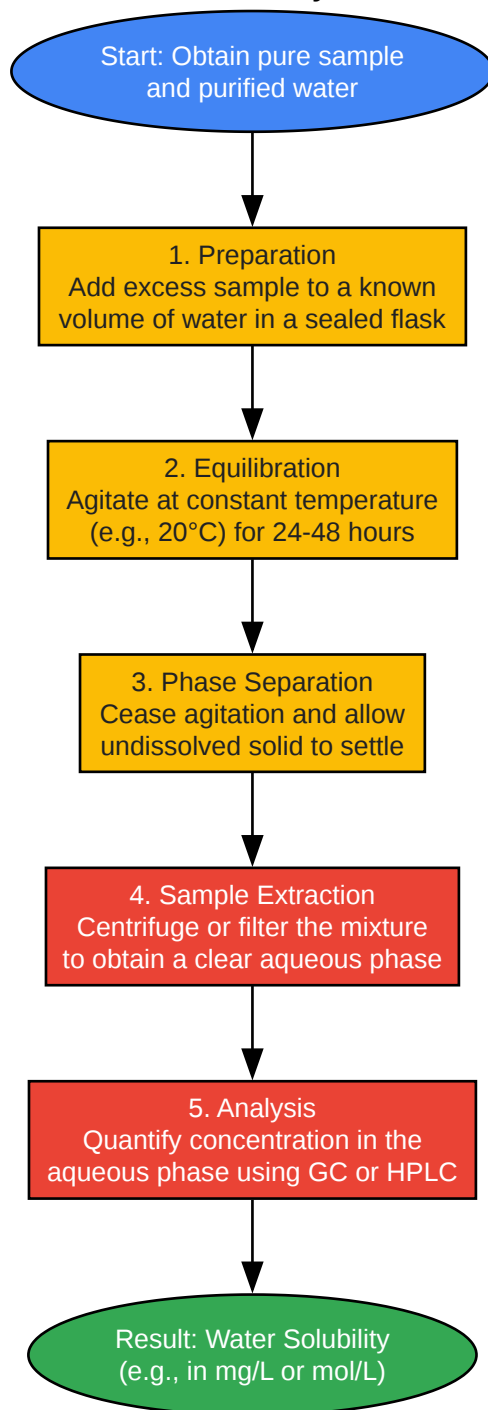 Start: Obtain pure sample
and purified water
1. Preparation
Add excess sample to a known
volume of water in a sealed flask
2. Equilibration
Agitate at constant temperature
(e.g., 20°C) for 24-48 hours
3. Phase Separation
Cease agitation and allow
undissolved solid to settle
4. Sample Extraction
Centrifuge or filter the mixture
to obtain a clear aqueous phase
5. Analysis
Quantify concentration in the
aqueous phase using GC or HPLC
Result: Water Solubility
(e.g., in mg/L or mol/L)